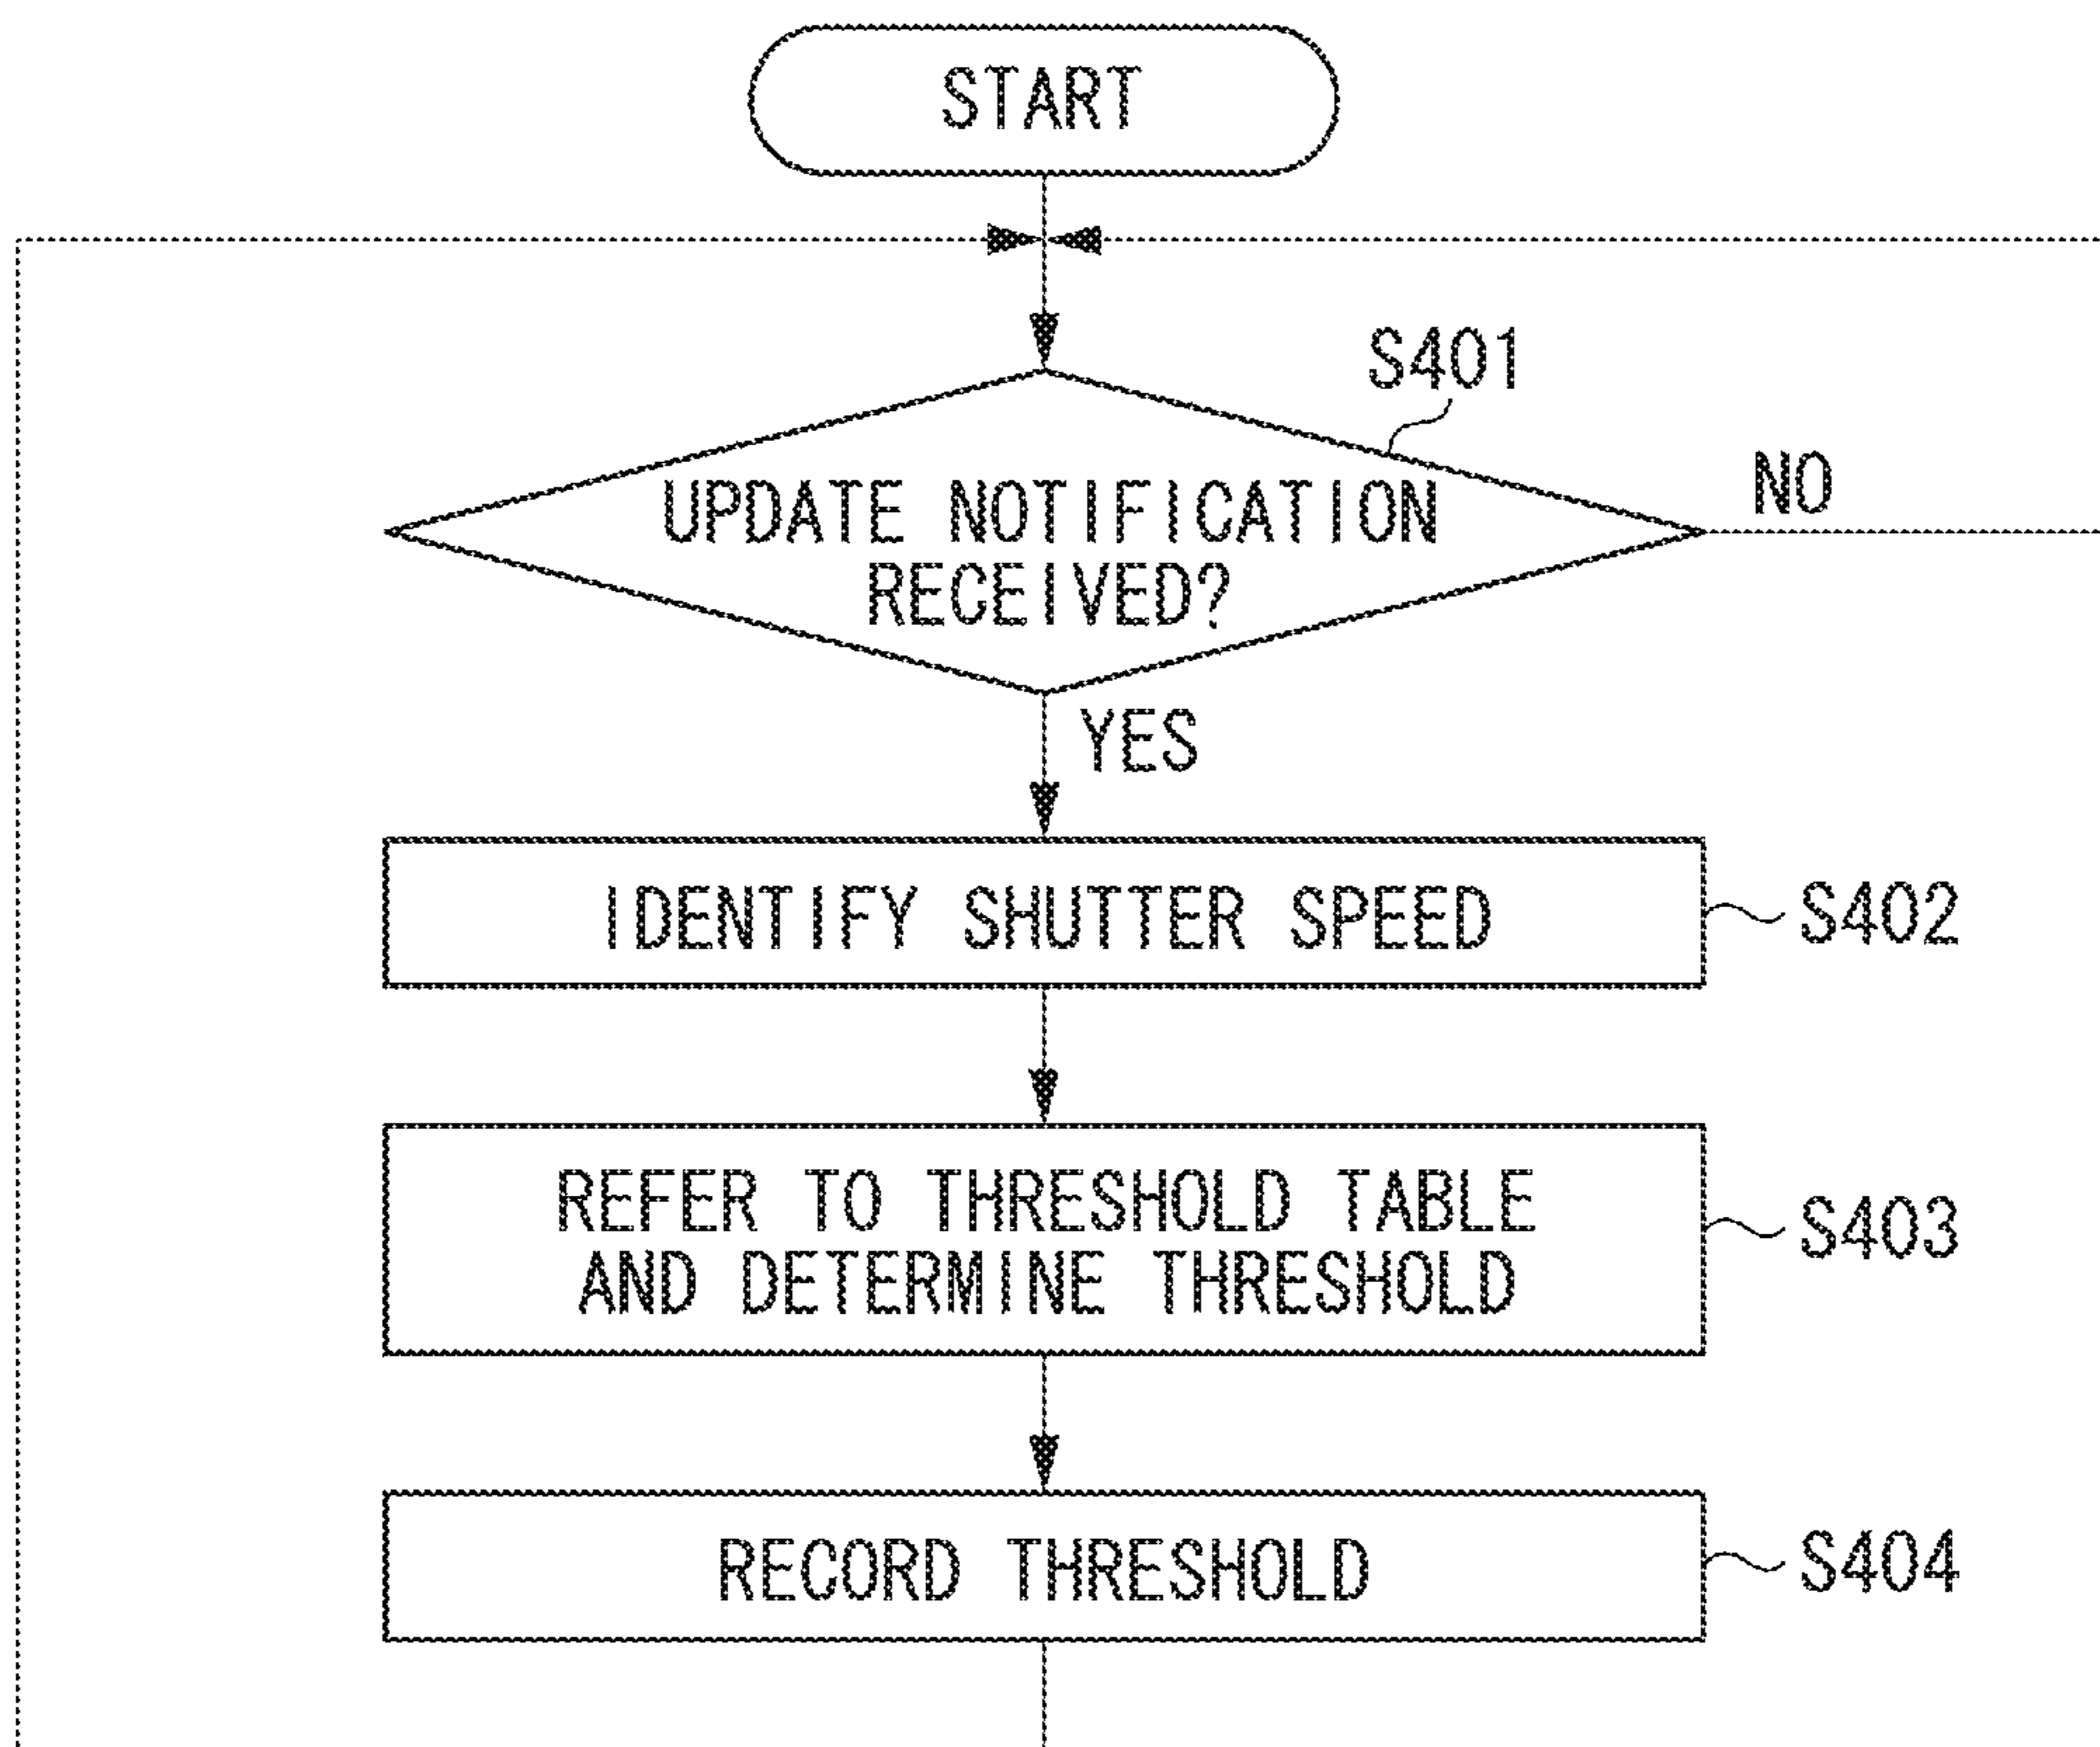 START
S401
UPDATE NOTIFICATION
RECEIVED?
NO
YES
IDENTIFY SHUTTER SPEED
S402
REFER TO THRESHOLD TABLE
AND DETERMINE THRESHOLD
S403
RECORD THRESHOLD
S404